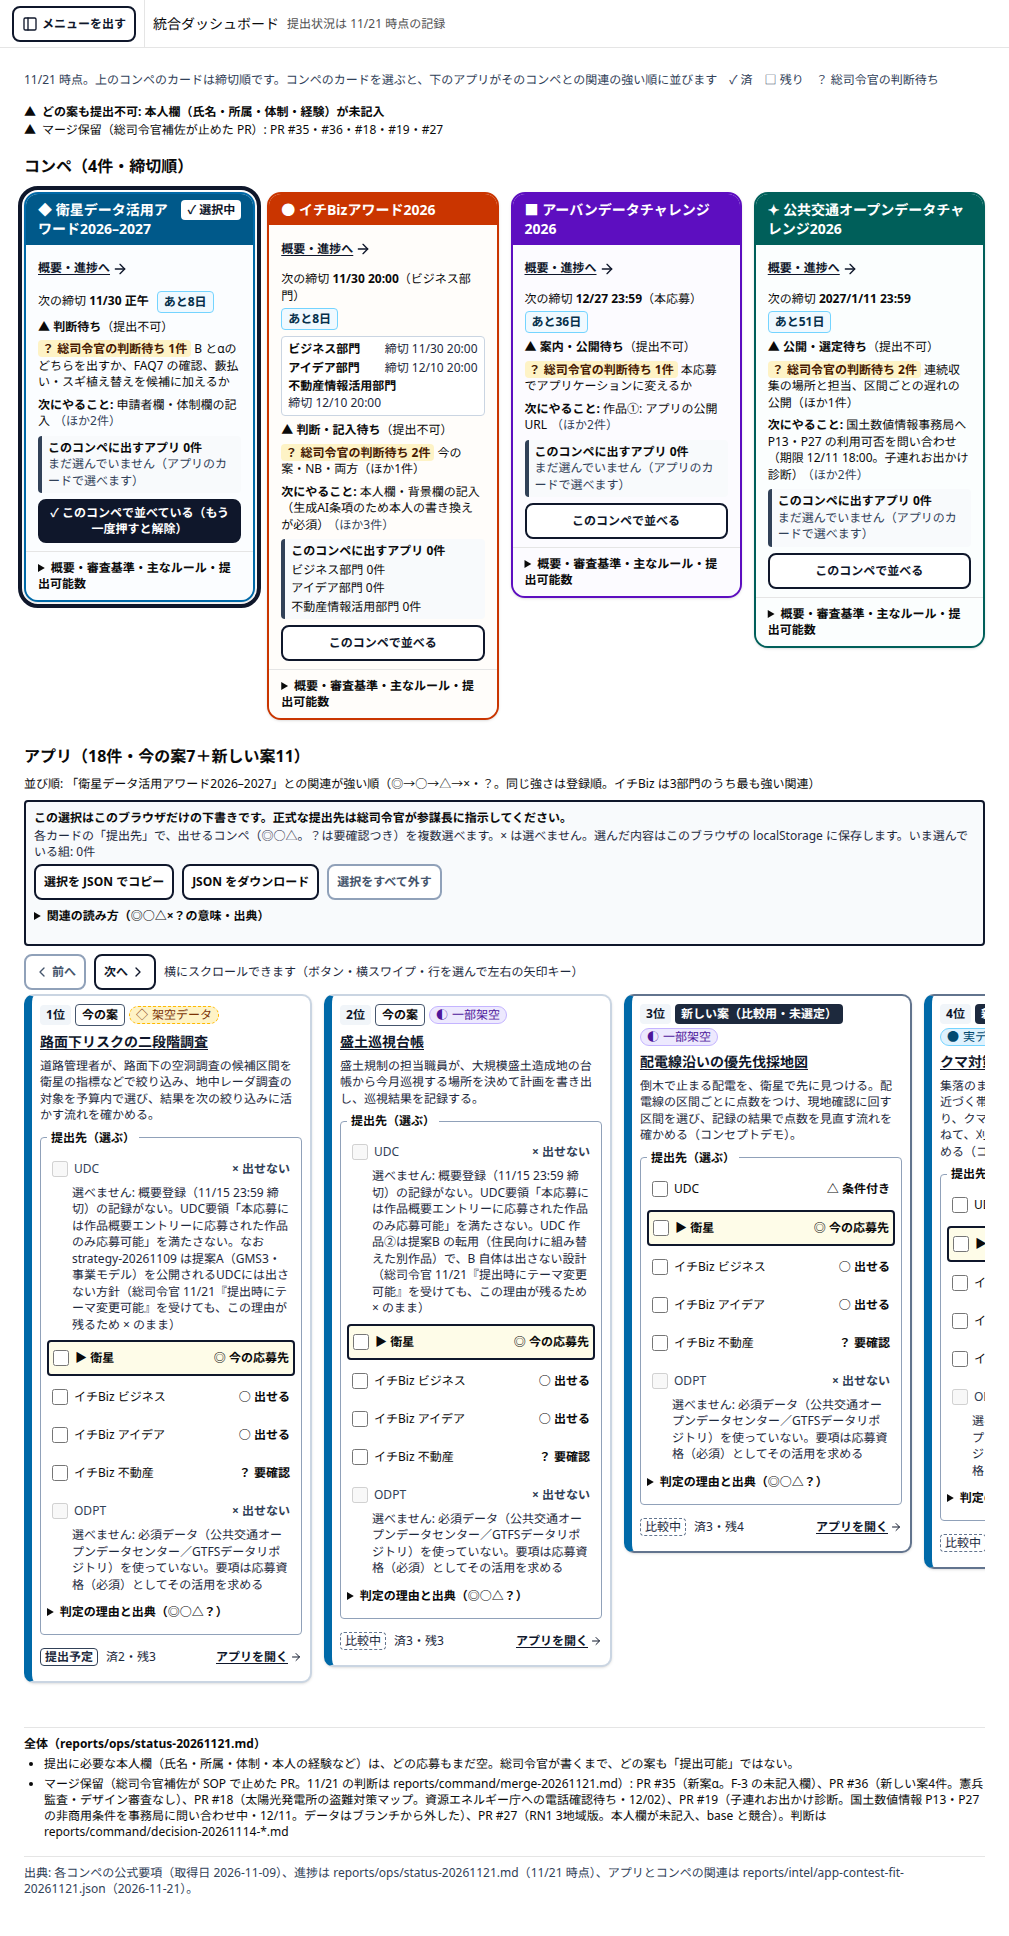 メニューを出す
統合ダッシュボード 提出状況は 11/21 時点の記録
11/21 時点。上のコンペのカードは締切順です。コンペのカードを選ぶと、下のアプリがそのコンペとの関連の強い順に並びます ✓ 済 □ 残り ? 総司令官の判断待ち
▲ どの案も提出不可: 本人欄（氏名・所属・体制・経験）が未記入
▲ マージ保留（総司令官補佐が止めた PR）: PR #35・#36・#18・#19・#27
コンペ（4件・締切順）
◆ 衛星データ活用ア
ワード2026–2027
✓ 選択中
概要・進捗へ →
次の締切 11/30 正午 あと8日
▲ 判断待ち（提出不可）
? 総司令官の判断待ち 1件 B とαの
どちらを出すか、FAQ7 の確認、藪払
い・スギ植え替えを候補に加えるか
次にやること: 申請者欄・体制欄の記
入 （ほか2件）
このコンペに出すアプリ 0件
まだ選んでいません（アプリのカ
ードで選べます）
✓ このコンペで並べている（もう
一度押すと解除）
▶ 概要・審査基準・主なルール・提
出可能数
● イチBizアワード2026
概要・進捗へ →
次の締切 11/30 20:00（ビジネス部
門）
あと8日
ビジネス部門 締切 11/30 20:00
アイデア部門 締切 12/10 20:00
不動産情報活用部門
締切 12/10 20:00
▲ 判断・記入待ち（提出不可）
? 総司令官の判断待ち 2件 今の
案・NB・両方（ほか1件）
次にやること: 本人欄・背景欄の記入
（生成AI条項のため本人の書き換え
が必須）（ほか3件）
このコンペに出すアプリ 0件
ビジネス部門 0件
アイデア部門 0件
不動産情報活用部門 0件
このコンペで並べる
▶ 概要・審査基準・主なルール・提
出可能数
■ アーバンデータチャレンジ
2026
概要・進捗へ →
次の締切 12/27 23:59（本応募）
あと36日
▲ 案内・公開待ち（提出不可）
? 総司令官の判断待ち 1件 本応募
でアプリケーションに変えるか
次にやること: 作品①: アプリの公開
URL （ほか2件）
このコンペに出すアプリ 0件
まだ選んでいません（アプリのカ
ードで選べます）
このコンペで並べる
▶ 概要・審査基準・主なルール・提
出可能数
✦ 公共交通オープンデータチャ
レンジ2026
概要・進捗へ →
次の締切 2027/1/11 23:59
あと51日
▲ 公開・選定待ち（提出不可）
? 総司令官の判断待ち 2件 連続収
集の場所と担当、区間ごとの遅れの
公開（ほか1件）
次にやること: 国土数値情報事務局へ
P13・P27 の利用可否を問い合わせ
（期限 12/11 18:00。子連れお出かけ
診断）（ほか2件）
このコンペに出すアプリ 0件
まだ選んでいません（アプリのカ
ードで選べます）
このコンペで並べる
▶ 概要・審査基準・主なルール・提
出可能数
アプリ（18件・今の案7＋新しい案11）
並び順: 「衛星データ活用アワード2026–2027」との関連が強い順（◎→○→△→×・?。同じ強さは登録順。イチBiz は3部門のうち最も強い関連）
この選択はこのブラウザだけの下書きです。正式な提出先は総司令官が参謀長に指示してください。
各カードの「提出先」で、出せるコンペ（◎○△。? は要確認つき）を複数選べます。× は選べません。選んだ内容はこのブラウザの localStorage に保存します。いま選んで
いる組: 0件
選択を JSON でコピー JSON をダウンロード 選択をすべて外す
▶ 関連の読み方（◎○△×?の意味・出典）
＜ 前へ 次へ ＞ 横にスクロールできます（ボタン・横スワイプ・行を選んで左右の矢印キー）
1位 今の案 ◇ 架空データ
路面下リスクの二段階調査
道路管理者が、路面下の空洞調査の候補区間を
衛星の指標などで絞り込み、地中レーダ調査の
対象を予算内で選び、結果を次の絞り込みに活
かす流れを確かめる。
提出先（選ぶ）
UDC × 出せない
選べません: 概要登録（11/15 23:59 締
切）の記録がない。UDC要領「本応募に
は作品概要エントリーに応募された作品
のみ応募可能」を満たさない。なお
strategy-20261109 は提案A（GMS3・
事業モデル）を公開されるUDCには出さ
ない方針（総司令官 11/21『提出時にテ
ーマ変更可能』を受けても、この理由が
残るため × のまま）
▶ 衛星 ◎ 今の応募先
イチBiz ビジネス ○ 出せる
イチBiz アイデア ○ 出せる
イチBiz 不動産 ? 要確認
ODPT × 出せない
選べません: 必須データ（公共交通オー
プンデータセンター／GTFSデータリポ
ジトリ）を使っていない。要項は応募資
格（必須）としてその活用を求める
▶ 判定の理由と出典（◎○△?）
提出予定 済2・残3 アプリを開く →
2位 今の案 ◐ 一部架空
盛土巡視台帳
盛土規制の担当職員が、大規模盛土造成地の台
帳から今月巡視する場所を決めて計画を書き出
し、巡視結果を記録する。
提出先（選ぶ）
UDC × 出せない
選べません: 概要登録（11/15 23:59 締
切）の記録がない。UDC要領「本応募に
は作品概要エントリーに応募された作品
のみ応募可能」を満たさない。UDC 作
品②は提案B の転用（住民向けに組み替
えた別作品）で、B 自体は出さない設計
（総司令官 11/21『提出時にテーマ変更
可能』を受けても、この理由が残るため
× のまま）
▶ 衛星 ◎ 今の応募先
イチBiz ビジネス ○ 出せる
イチBiz アイデア ○ 出せる
イチBiz 不動産 ? 要確認
ODPT × 出せない
選べません: 必須データ（公共交通オー
プンデータセンター／GTFSデータリポ
ジトリ）を使っていない。要項は応募資
格（必須）としてその活用を求める
▶ 判定の理由と出典（◎○△?）
比較中 済3・残3 アプリを開く →
3位 新しい案（比較用・未選定）
◐ 一部架空
配電線沿いの優先伐採地図
倒木で止まる配電を、衛星で先に見つける。配
電線の区間ごとに点数をつけ、現地確認に回す
区間を選び、記録の結果で点数を見直す流れを
確かめる（コンセプトデモ）。
提出先（選ぶ）
UDC △ 条件付き
▶ 衛星 ◎ 今の応募先
イチBiz ビジネス ○ 出せる
イチBiz アイデア ○ 出せる
イチBiz 不動産 ? 要確認
ODPT × 出せない
選べません: 必須データ（公共交通オー
プンデータセンター／GTFSデータリポ
ジトリ）を使っていない。要項は応募資
格（必須）としてその活用を求める
▶ 判定の理由と出典（◎○△?）
比較中 済3・残4 アプリを開く →
4位
● 実デ
クマ対策
集落のま
近づく帯
り、クマ
ねて、刈
める（コ
提出先
▶
イ
イ
イ
選
プ
ジ
格
▶ 判定
比較中
全体（reports/ops/status-20261121.md）
• 提出に必要な本人欄（氏名・所属・体制・本人の経験など）は、どの応募もまだ空。総司令官が書くまで、どの案も「提出可能」ではない。
• マージ保留（総司令官補佐が SOP で止めた PR。11/21 の判断は reports/command/merge-20261121.md）: PR #35（新案α。F-3 の未記入欄）、PR #36（新しい案4件。憲兵
監査・デザイン審査なし）、PR #18（太陽光発電所の盗難対策マップ。資源エネルギー庁への電話確認待ち・12/02）、PR #19（子連れお出かけ診断。国土数値情報 P13・P27
の非商用条件を事務局に問い合わせ中・12/11。データはブランチから外した）、PR #27（RN1 3地域版。本人欄が未記入、base と競合）。判断は
reports/command/decision-20261114-*.md
出典: 各コンペの公式要項（取得日 2026-11-09）、進捗は reports/ops/status-20261121.md（11/21 時点）、アプリとコンペの関連は reports/intel/app-contest-fit-
20261121.json（2026-11-21）。